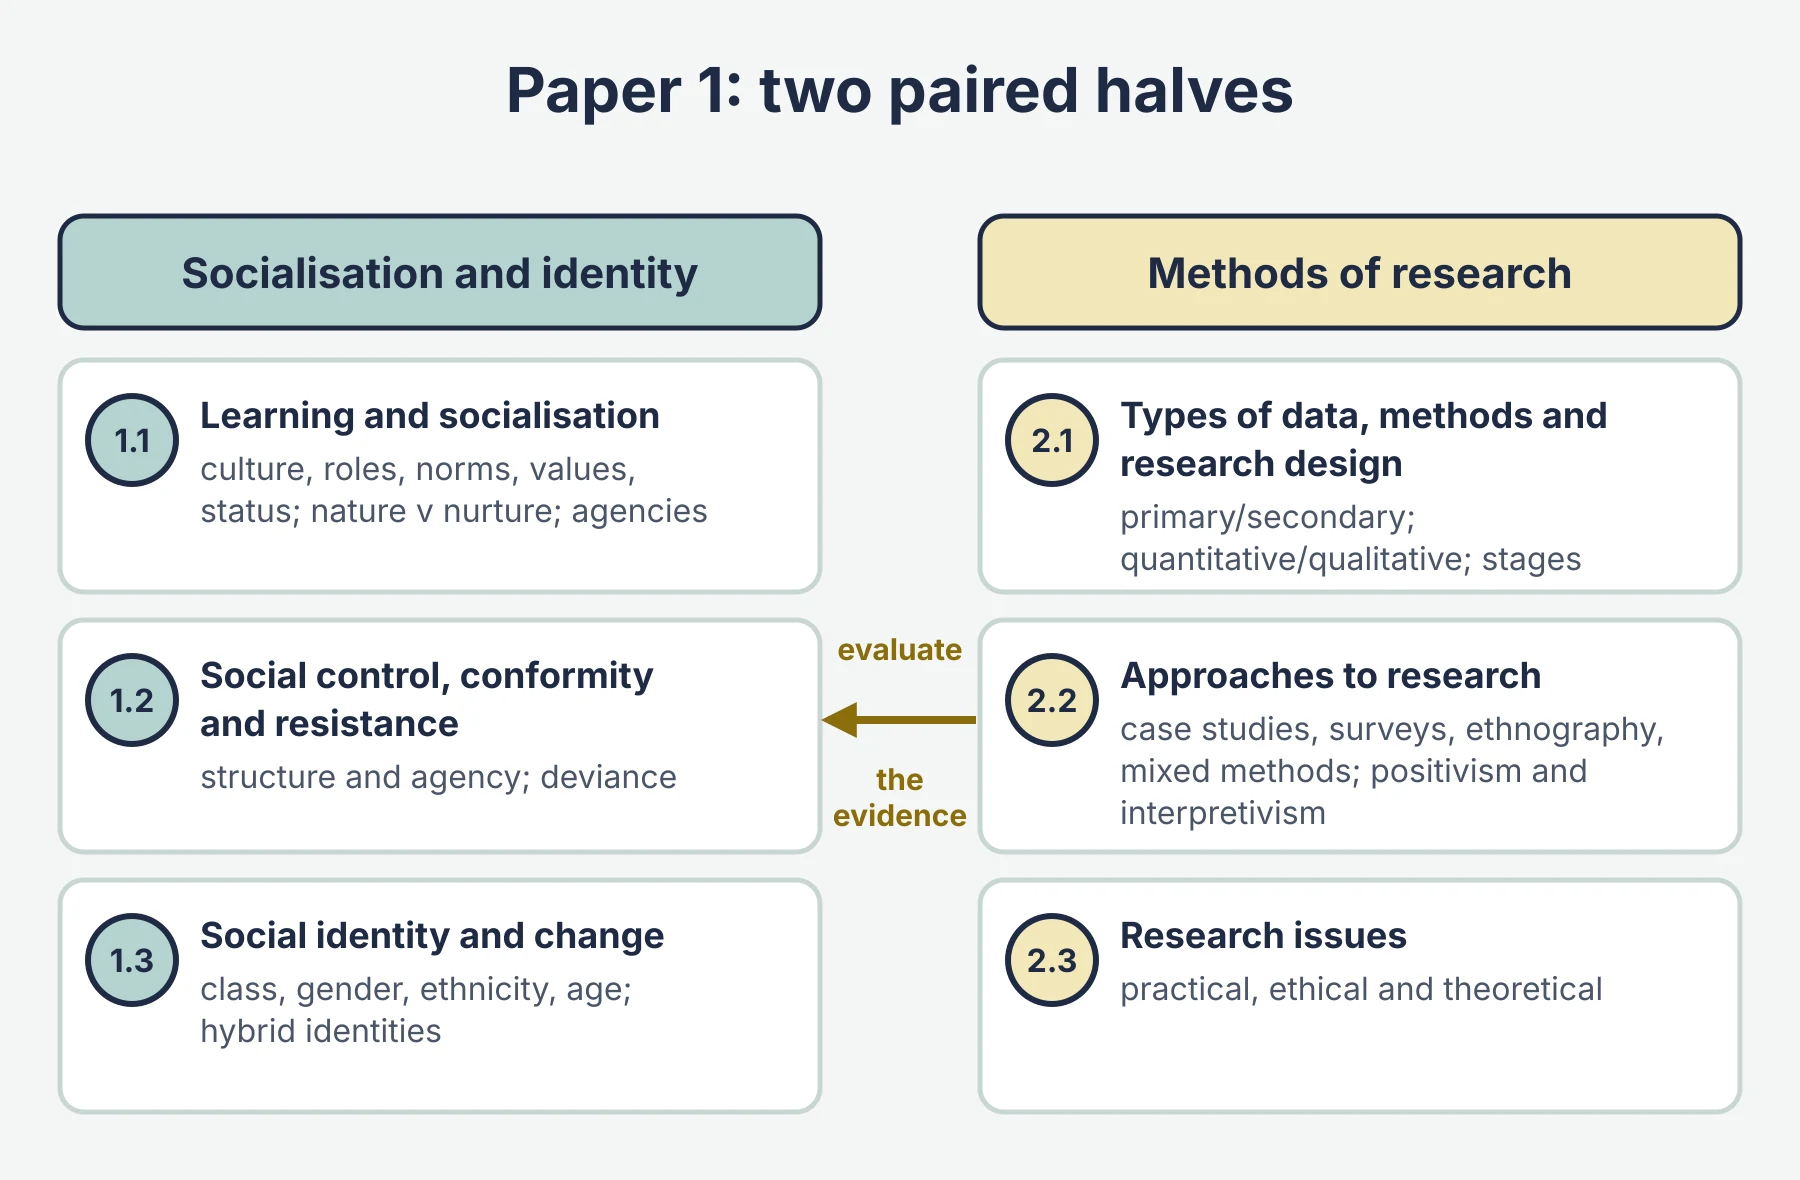 Paper 1: two paired halves
Socialisation and identity
1.1
Learning and socialisation
culture, roles, norms, values,
status; nature v nurture; agencies
1.2
Social control, conformity
and resistance
structure and agency; deviance
1.3
Social identity and change
class, gender, ethnicity, age;
hybrid identities
evaluate
the
evidence
Methods of research
2.1
Types of data, methods and
research design
primary/secondary;
quantitative/qualitative; stages
2.2
Approaches to research
case studies, surveys, ethnography,
mixed methods; positivism and
interpretivism
2.3
Research issues
practical, ethical and theoretical